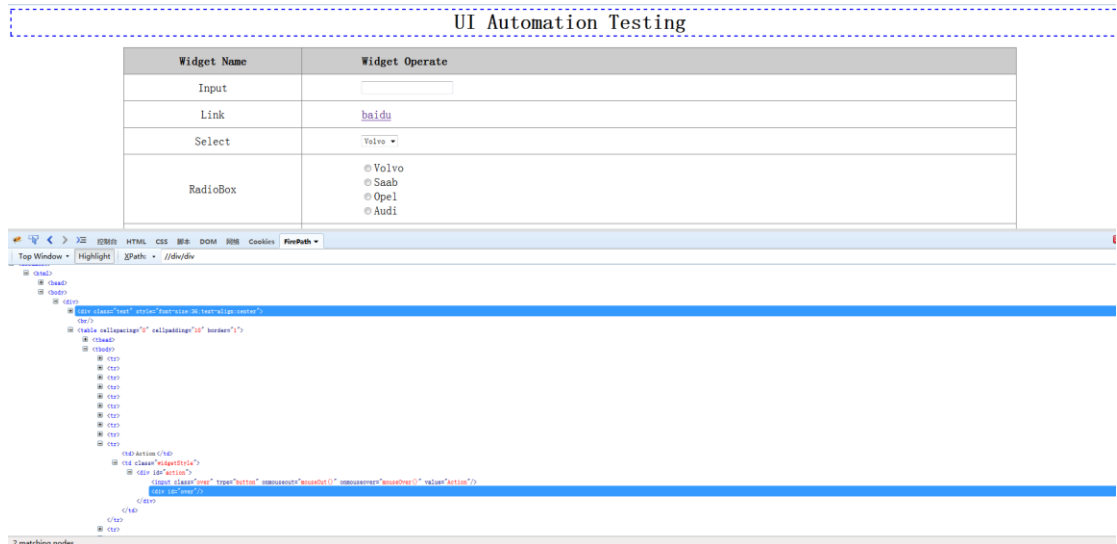 UI Automation Testing
Widget Name Widget Operate
Input
Link baidu
Select Volvo
RadioBox
Volvo
Saab
Opel
Audi
控制台 HTML CSS 脚本 DOM 网络 Cookies FirePath
Top Window Highlight XPath: //div/div
<html>
<head>
<body>
<div>
<div class="text" style="font-size:36;text-align:center">
<hr/>
<table cellspacing="0" cellpadding="10" border="1">
<thead>
<tbody>
<tr>
<tr>
<tr>
<tr>
<tr>
<tr>
<tr>
<tr>
<tr>
<tr>
<td>Action</td>
<td class="widgetStyle">
<div id="action">
<input class="over" type="button" onmouseout="mouseOut()" onmouseover="mouseOver()" value="Action"/>
<div id="over"/>
</div>
</td>
</tr>
<tr>
2 matching nodes